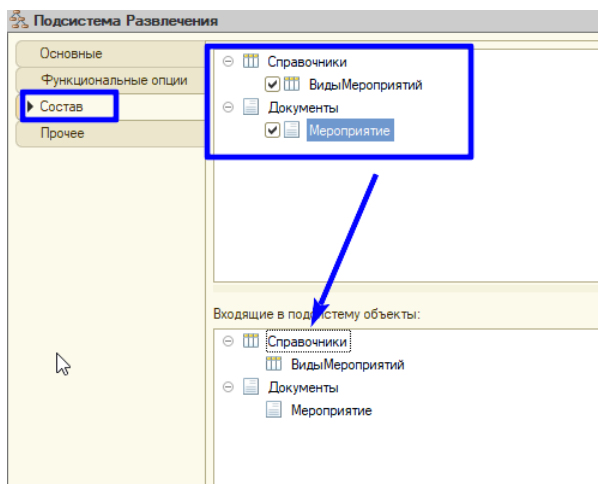 Подсистема Развлечения
Основные
Функциональные опции
Состав
Прочее
Справочники
ВидыМероприятий
Документы
Мероприятие
Входящие в подсистему объекты:
Справочники
ВидыМероприятий
Документы
Мероприятие